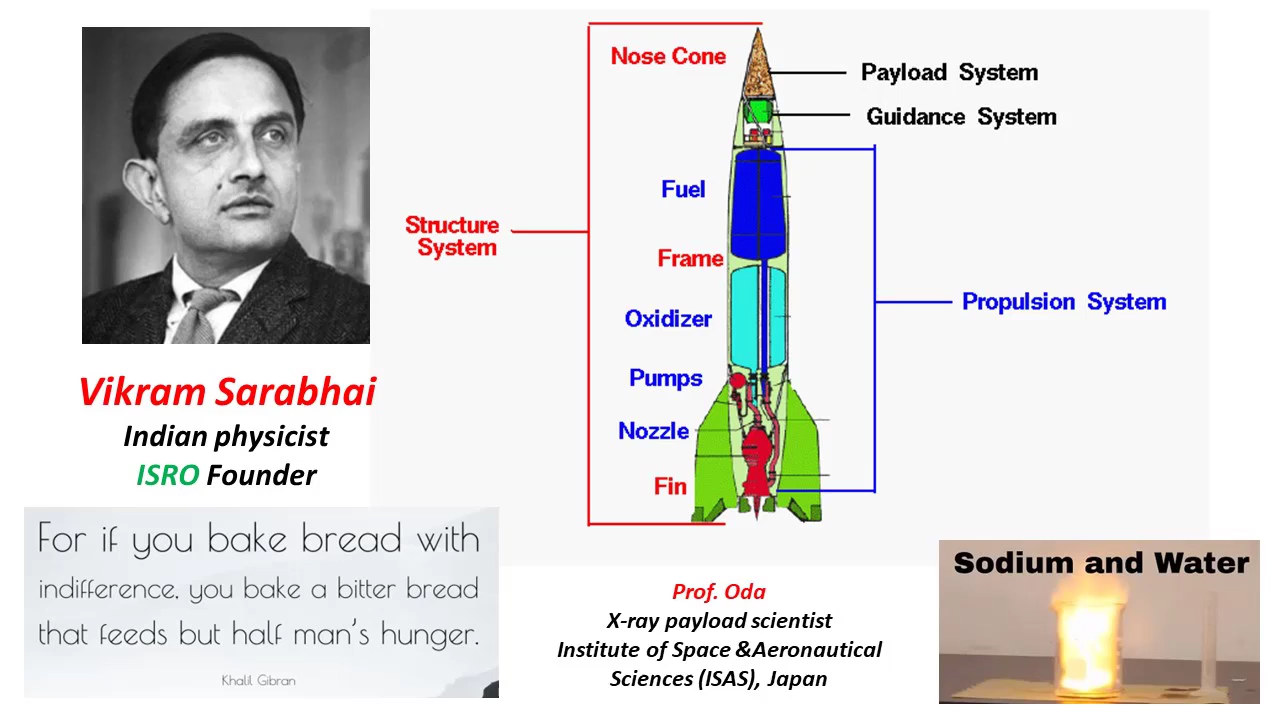 Nose Cone
Payload System
Guidance System
Fuel
Structure
System
Frame
Propulsion System
Oxidizer
Pumps
Nozzle
Fin
Vikram Sarabhai
Indian physicist
ISRO Founder
For if you bake bread with
indifference, you bake a bitter bread
that feeds but half man's hunger.
Khalil Gibran
Prof. Oda
X-ray payload scientist
Institute of Space &Aeronautical
Sciences (ISAS), Japan
Sodium and Water